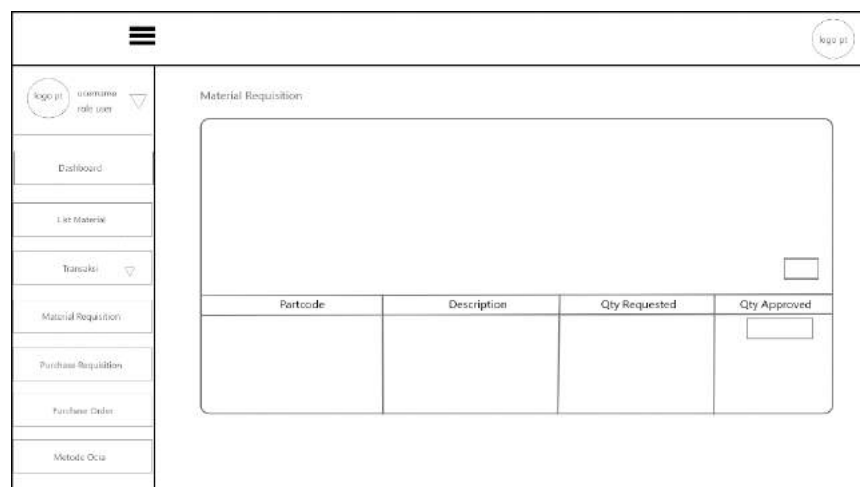 logo pt
logo pt
username
role user
Material Requisition
Dashboard
List Material
Transaksi
Material Requisition
Purchase Requisition
Purchase Order
Metode
Partcode Description Qty Requested Qty Approved